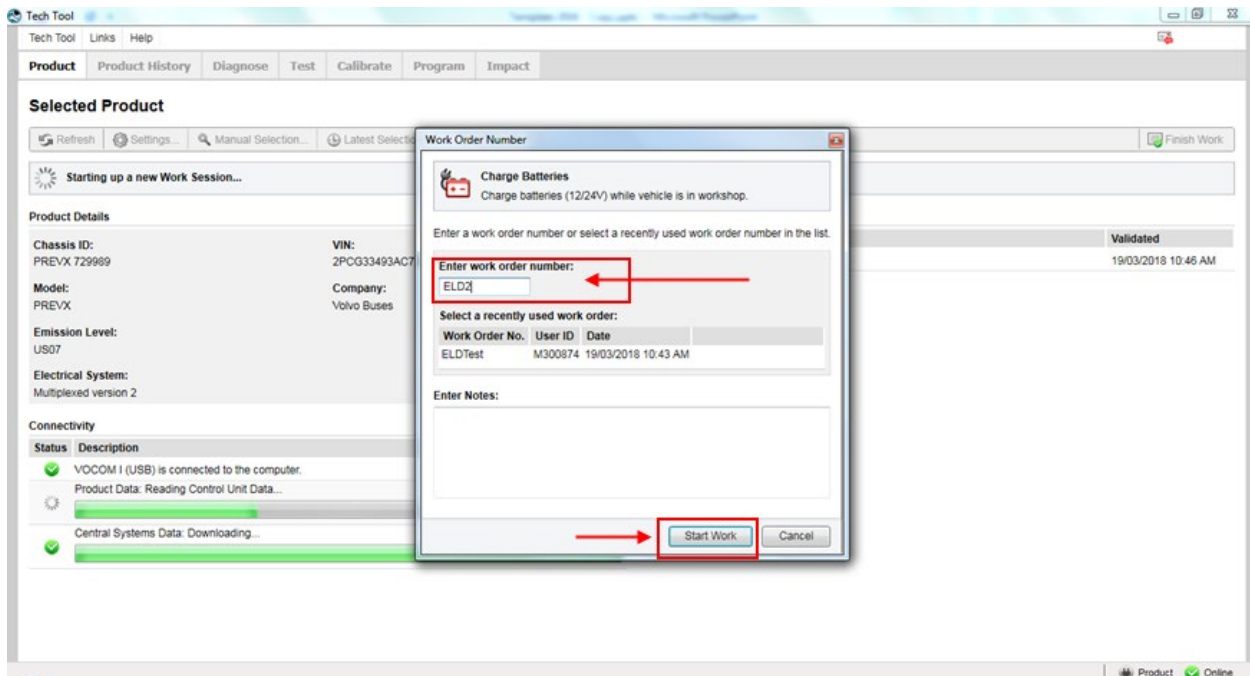 Tech Tool
Tech Tool Links Help
Product Product History Diagnose Test Calibrate Program Impact
Selected Product
Refresh Settings... Manual Selection... Latest Finish Work
Starting up a new Work Session...
Product Details
Chassis ID:
PREVX 729989
VIN:
2PCG33493AC7
Model:
PREVX
Company:
Volvo Buses
Emission Level:
US07
Electrical System:
Multiplexed version 2
Validated
19/03/2018 10:46 AM
Connectivity
Status Description
VOCOM I (USB) is connected to the computer.
Product Data: Reading Control Unit Data...
Central Systems Data: Downloading...
Work Order Number
Charge Batteries
Charge batteries (12/24V) while vehicle is in workshop.
Enter a work order number or select a recently used work order number in the list.
Enter work order number:
ELD2
Select a recently used work order:
Work Order No. User ID Date
ELDTest M300874 19/03/2018 10:43 AM
Enter Notes:
Start Work Cancel
Product Online